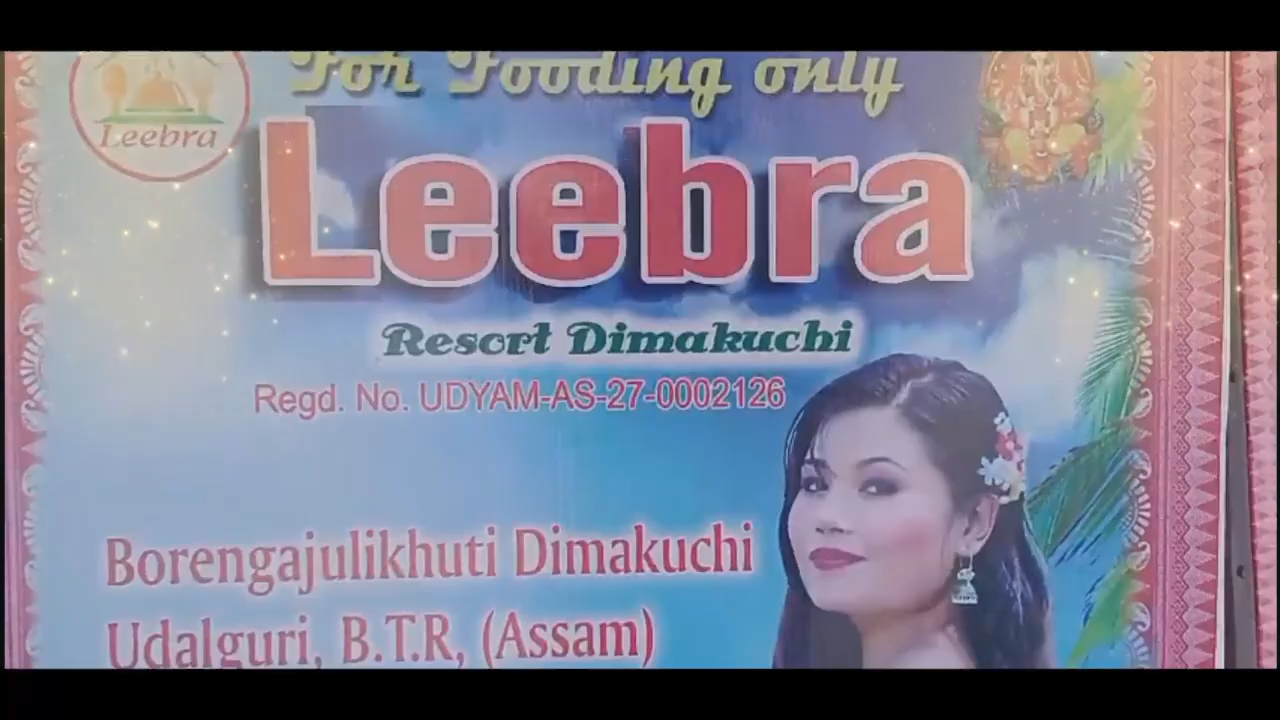 For Fooding only
Leebra
Leebra
Resort Dimakuchi
Regd. No. UDYAM-AS-27-0002126
Borengajulikhuti Dimakuchi
Udalguri, B.T.R, (Assam)